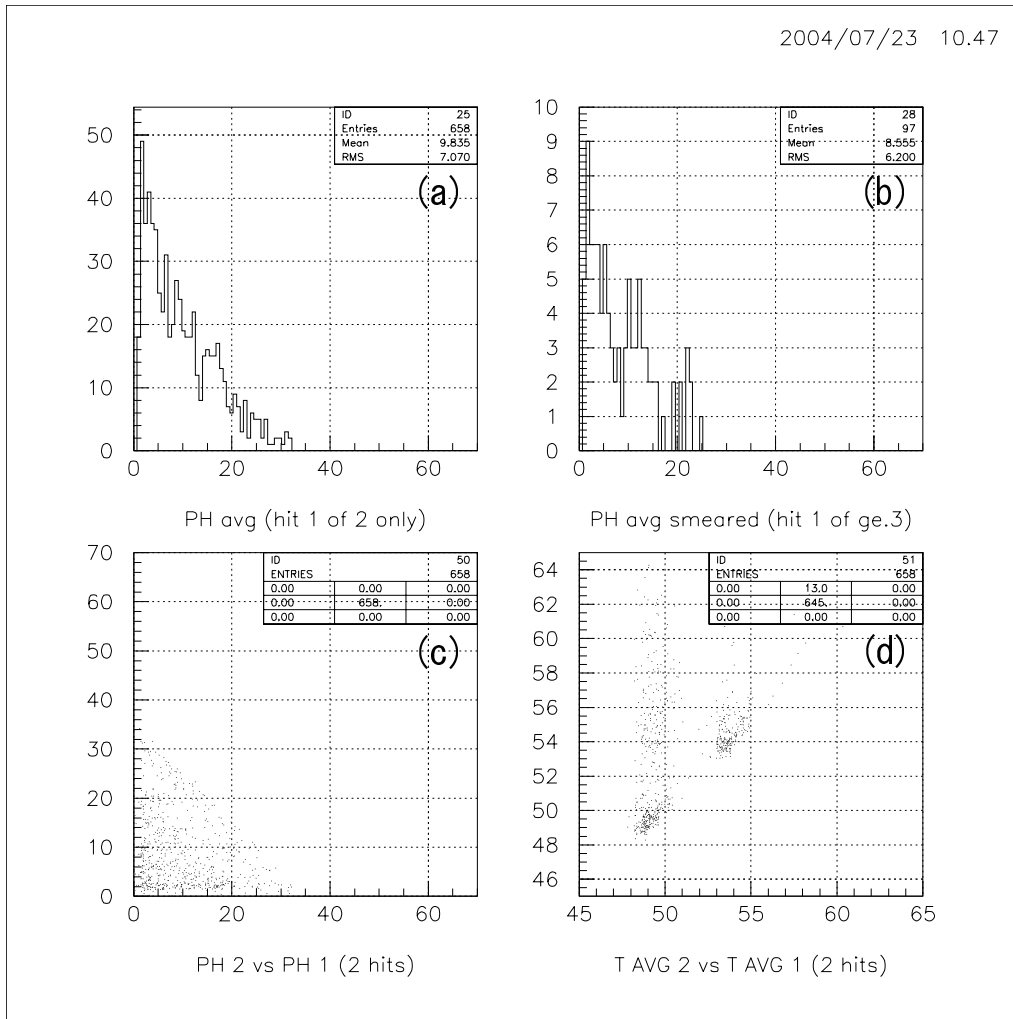 2004/07/23 10.47
ID 25
Entries 658
Mean 9.835
RMS 7.070
(a)
50
40
30
20
10
0
0 20 40 60
PH avg (hit 1 of 2 only)
ID 28
Entries 97
Mean 8.555
RMS 6.200
(b)
10
9
8
7
6
5
4
3
2
1
0
0 20 40 60
PH avg smeared (hit 1 of ge.3)
ID 50
ENTRIES 658
0.00 0.00 0.00
0.00 658. 0.00
0.00 0.00 0.00
(c)
70
60
50
40
30
20
10
0
0 20 40 60
PH 2 vs PH 1 (2 hits)
ID 51
ENTRIES 658
0.00 13.0 0.00
0.00 645. 0.00
0.00 0.00 0.00
(d)
64
62
60
58
56
54
52
50
48
46
45 50 55 60 65
T AVG 2 vs T AVG 1 (2 hits)